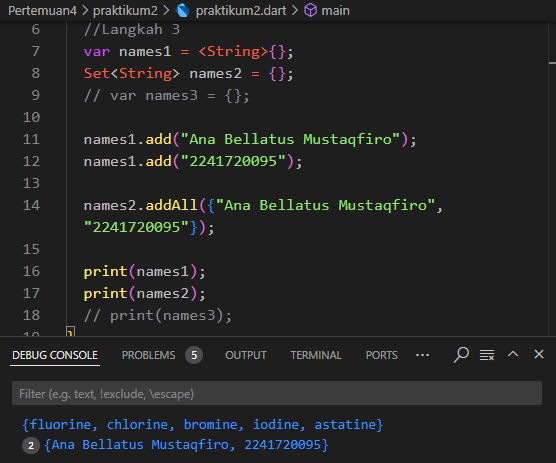 Pertemuan4 > praktikum2 > praktikum2.dart > main
6 //Langkah 3
7 var names1 = <String>{};
8 Set<String> names2 = {};
9 // var names3 = {};
10
11 names1.add("Ana Bellatus Mustaqfiro");
12 names1.add("2241720095");
13
14 names2.addAll({"Ana Bellatus Mustaqfiro",
"2241720095"});
15
16 print(names1);
17 print(names2);
18 // print(names3);
}
DEBUG CONSOLE PROBLEMS 5 OUTPUT TERMINAL PORTS ···
Filter (e.g. text, !exclude, \escape)
{fluorine, chlorine, bromine, iodine, astatine}
2 {Ana Bellatus Mustaqfiro, 2241720095}